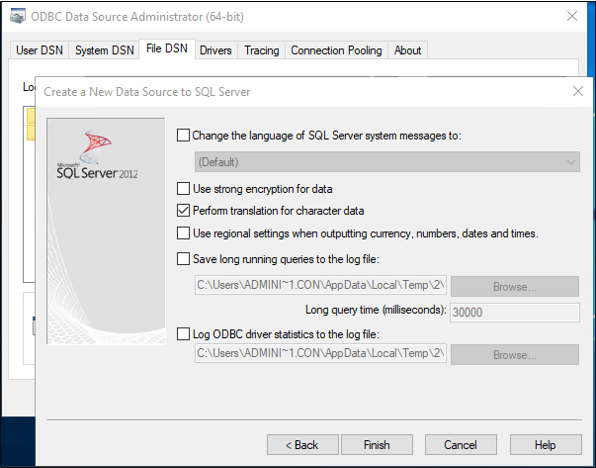 ODBC Data Source Administrator (64-bit)
User DSN System DSN File DSN Drivers Tracing Connection Pooling About
Create a New Data Source to SQL Server
Microsoft
SQL Server 2012
Change the language of SQL Server system messages to:
(Default)
Use strong encryption for data
Perform translation for character data
Use regional settings when outputting currency, numbers, dates and times.
Save long running queries to the log file:
C:\Users\ADMINI~1.CON\AppData\Local\Temp\2\ Browse...
Long query time (milliseconds): 30000
Log ODBC driver statistics to the log file:
C:\Users\ADMINI~1.CON\AppData\Local\Temp\2\ Browse...
< Back Finish Cancel Help